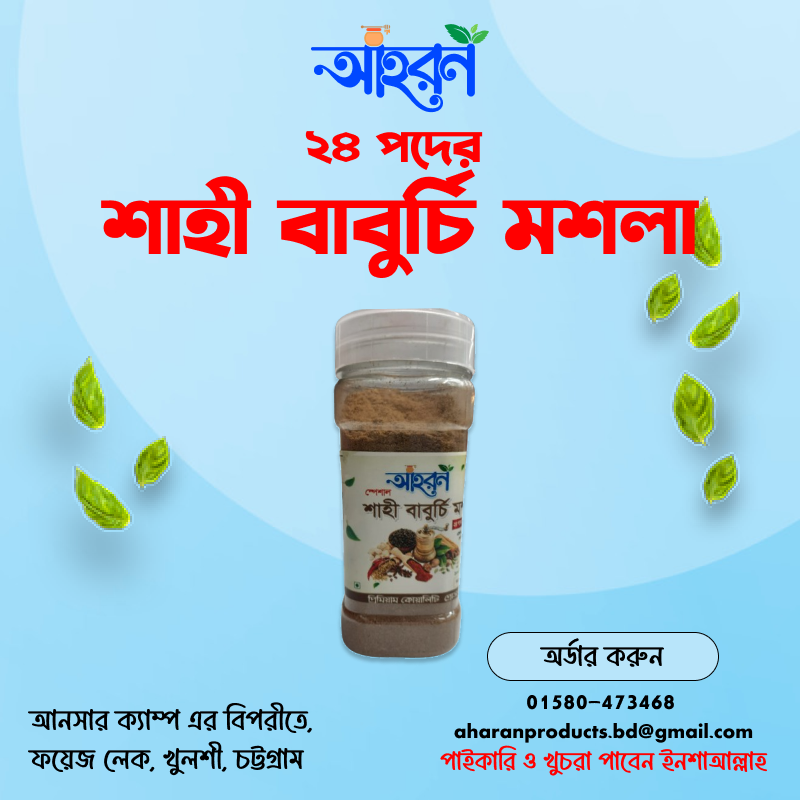 আহরন
২৪ পদের
শাহী বাবুর্চি মশলা
আহরন
স্পেশাল
শাহী বাবুর্চি
প্রিমিয়াম কোয়ালিটি
অর্ডার করুন
01580-473468
aharanproducts.bd@gmail.com
পাইকারি ও খুচরা পাবেন ইনশাআল্লাহ
আনসার ক্যাম্প এর বিপরীতে,
ফয়েজ লেক, খুলশী, চট্টগ্রাম